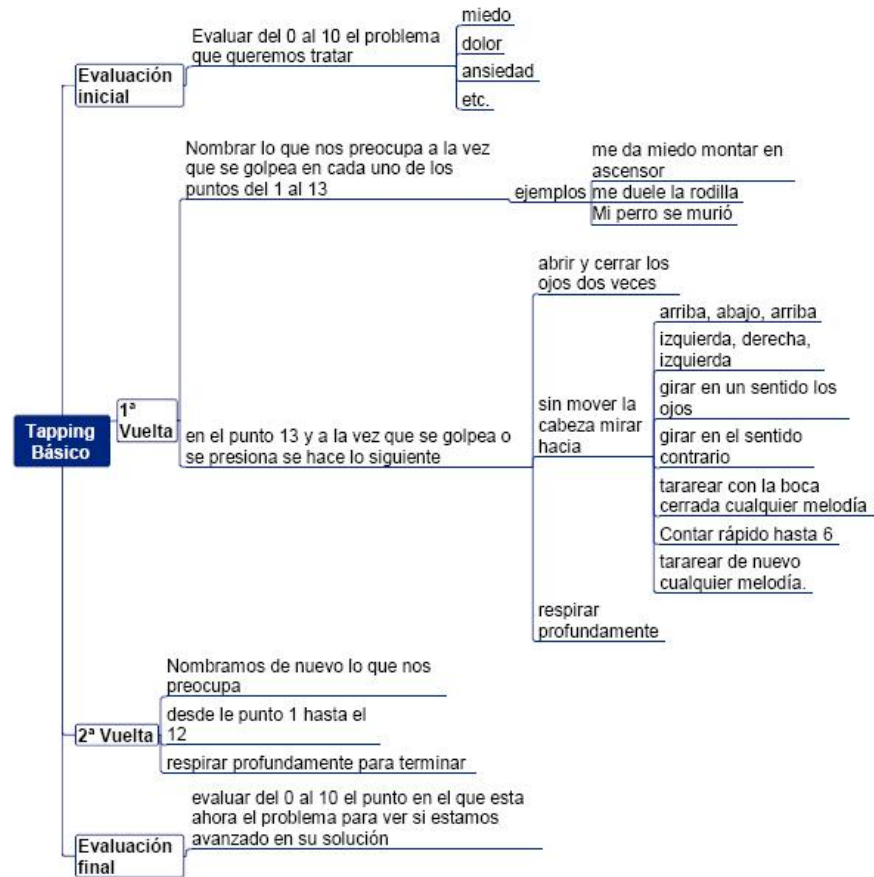 Tapping
Básico
Evaluación
inicial
Evaluar del 0 al 10 el problema
que queremos tratar
miedo
dolor
ansiedad
etc.
1ª
Vuelta
Nombrar lo que nos preocupa a la vez
que se golpea en cada uno de los
puntos del 1 al 13
ejemplos
me da miedo montar en
ascensor
me duele la rodilla
Mi perro se murió
en el punto 13 y a la vez que se golpea o
se presiona se hace lo siguiente
abrir y cerrar los
ojos dos veces
sin mover la
cabeza mirar
hacia
arriba, abajo, arriba
izquierda, derecha,
izquierda
girar en un sentido los
ojos
girar en el sentido
contrario
tararear con la boca
cerrada cualquier melodía
Contar rápido hasta 6
tararear de nuevo
cualquier melodía.
respirar
profundamente
2ª Vuelta
Nombramos de nuevo lo que nos
preocupa
desde le punto 1 hasta el
12
respirar profundamente para terminar
Evaluación
final
evaluar del 0 al 10 el punto en el que esta
ahora el problema para ver si estamos
avanzado en su solución